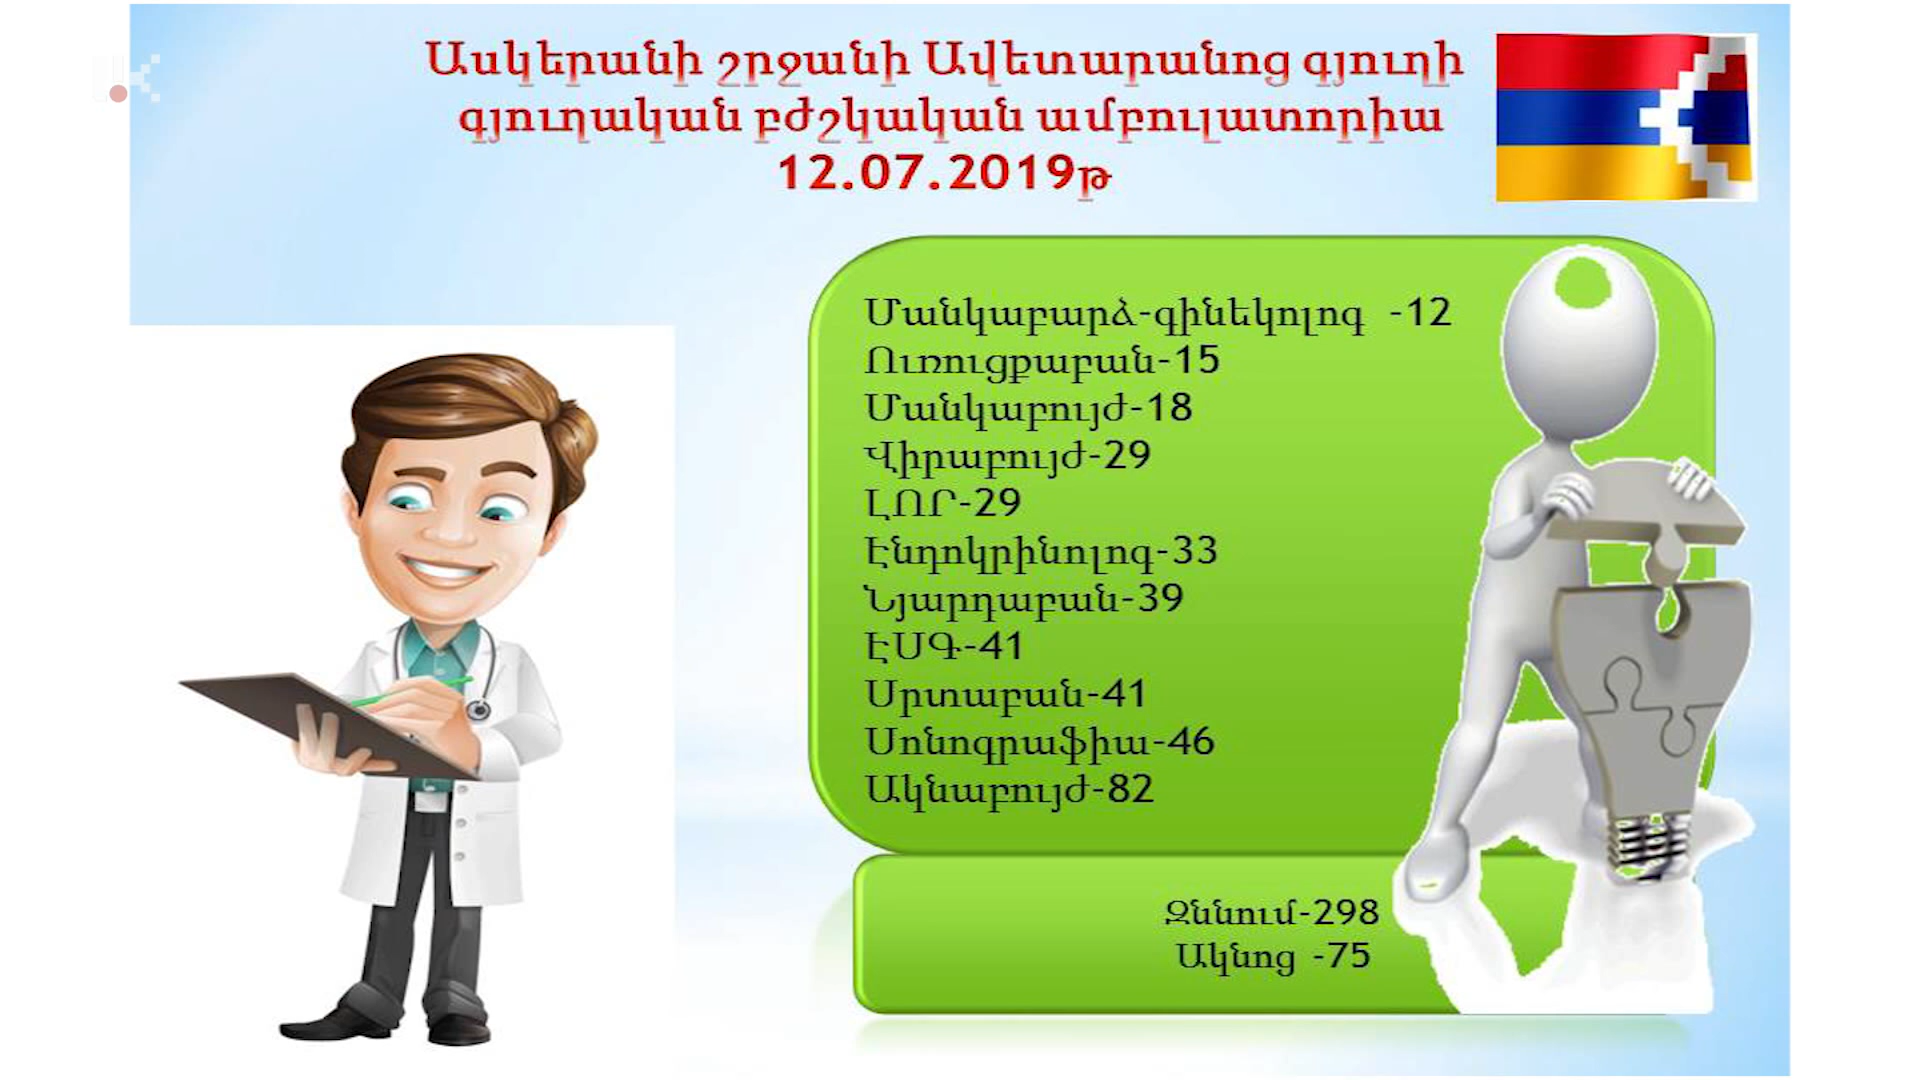 Ասկերանի շրջանի Ավետարանոց գյուղի
գյուղական բժշկական ամբուլատորիա
12.07.2019թ
Մանկաբարձ-գինեկոլոգ -12
Ուռուցքաբան-15
Մանկաբույժ-18
Վիրաբույժ-29
ԼՈՐ-29
Էնդոկրինոլոգ-33
Նյարդաբան-39
ԷՍԳ-41
Սրտաբան-41
Սոնոգրաֆիա-46
Ակնաբույժ-82
Զննում-298
Ակնոց -75